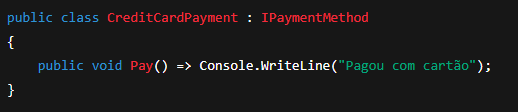 public class CreditCardPayment : IPaymentMethod
{
    public void Pay() => Console.WriteLine("Pagou com cartão");
}